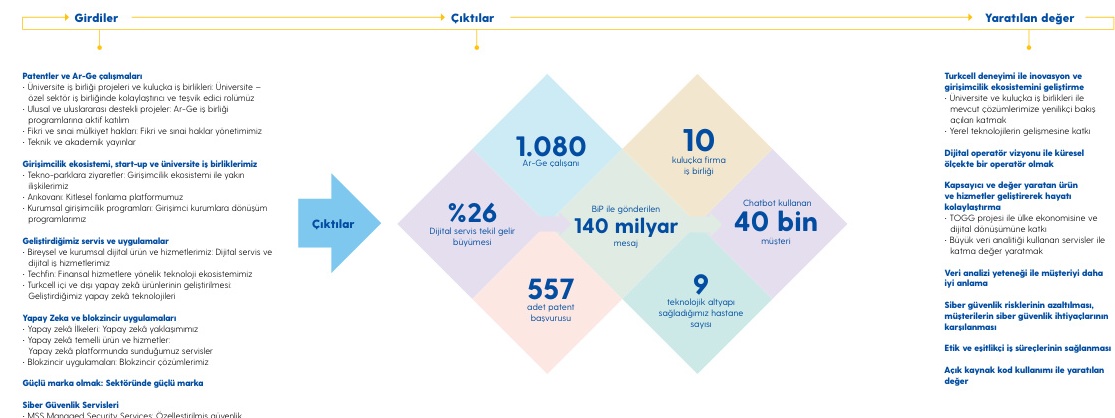 Girdiler
Çıktılar
Yaratılan değer
Patentler ve Ar-Ge çalışmaları
· Üniversite iş birliği projeleri ve kuluçka iş birlikleri: Üniversite –
özel sektör iş birliğinde kolaylaştırıcı ve teşvik edici rolümüz
· Ulusal ve uluslararası destekli projeler: Ar-Ge iş birliği
programlarına aktif katılım
· Fikri ve sınai mülkiyet hakları: Fikri ve sınai haklar yönetimimiz
· Teknik ve akademik yayınlar
Girişimcilik ekosistemi, start-up ve üniversite iş birliklerimiz
· Tekno-parklara ziyaretler: Girişimcilik ekosistemi ile yakın
ilişkilerimiz
· Arıkovanı: Kitlesel fonlama platformumuz
· Kurumsal girişimcilik programları: Girişimci kurumlara dönüşüm
programlarımız
Geliştirdiğimiz servis ve uygulamalar
· Bireysel ve kurumsal dijital ürün ve hizmetlerimiz: Dijital servis ve
dijital iş hizmetlerimiz
· Techfin: Finansal hizmetlere yönelik teknoloji ekosistemimiz
· Turkcell içi ve dışı yapay zekâ ürünlerinin geliştirilmesi:
Geliştirdiğimiz yapay zekâ teknolojileri
Yapay Zeka ve blokzincir uygulamaları
· Yapay zekâ İlkeleri: Yapay zekâ yaklaşımımız
· Yapay zekâ temelli ürün ve hizmetler:
Yapay zekâ platformunda sunduğumuz servisler
· Blokzincir uygulamaları: Blokzincir çözümlerimiz
Güçlü marka olmak: Sektöründe güçlü marka
Siber Güvenlik Servisleri
· MSS Managed Security Services: Özelleştirilmiş güvenlik
Çıktılar
1.080
Ar-Ge çalışanı
10
kuluçka firma
iş birliği
%26
Dijital servis tekil gelir
büyümesi
BiP ile gönderilen
140 milyar
mesaj
Chatbot kullanan
40 bin
müşteri
557
adet patent
başvurusu
9
teknolojik altyapı
sağladığımız hastane
sayısı
Turkcell deneyimi ile inovasyon ve
girişimcilik ekosistemini geliştirme
· Üniversite ve kuluçka iş birlikleri ile
mevcut çözümlerimize yenilikçi bakış
açıları katmak
· Yerel teknolojilerin gelişmesine katkı
Dijital operatör vizyonu ile küresel
ölçekte bir operatör olmak
Kapsayıcı ve değer yaratan ürün
ve hizmetler geliştirerek hayatı
kolaylaştırma
· TOGG projesi ile ülke ekonomisine ve
dijital dönüşümüne katkı
· Büyük veri analitiği kullanan servisler ile
katma değer yaratmak
Veri analizi yeteneği ile müşteriyi daha
iyi anlama
Siber güvenlik risklerinin azaltılması,
müşterilerin siber güvenlik ihtiyaçlarının
karşılanması
Etik ve eşitlikçi iş süreçlerinin sağlanması
Açık kaynak kod kullanımı ile yaratılan
değer